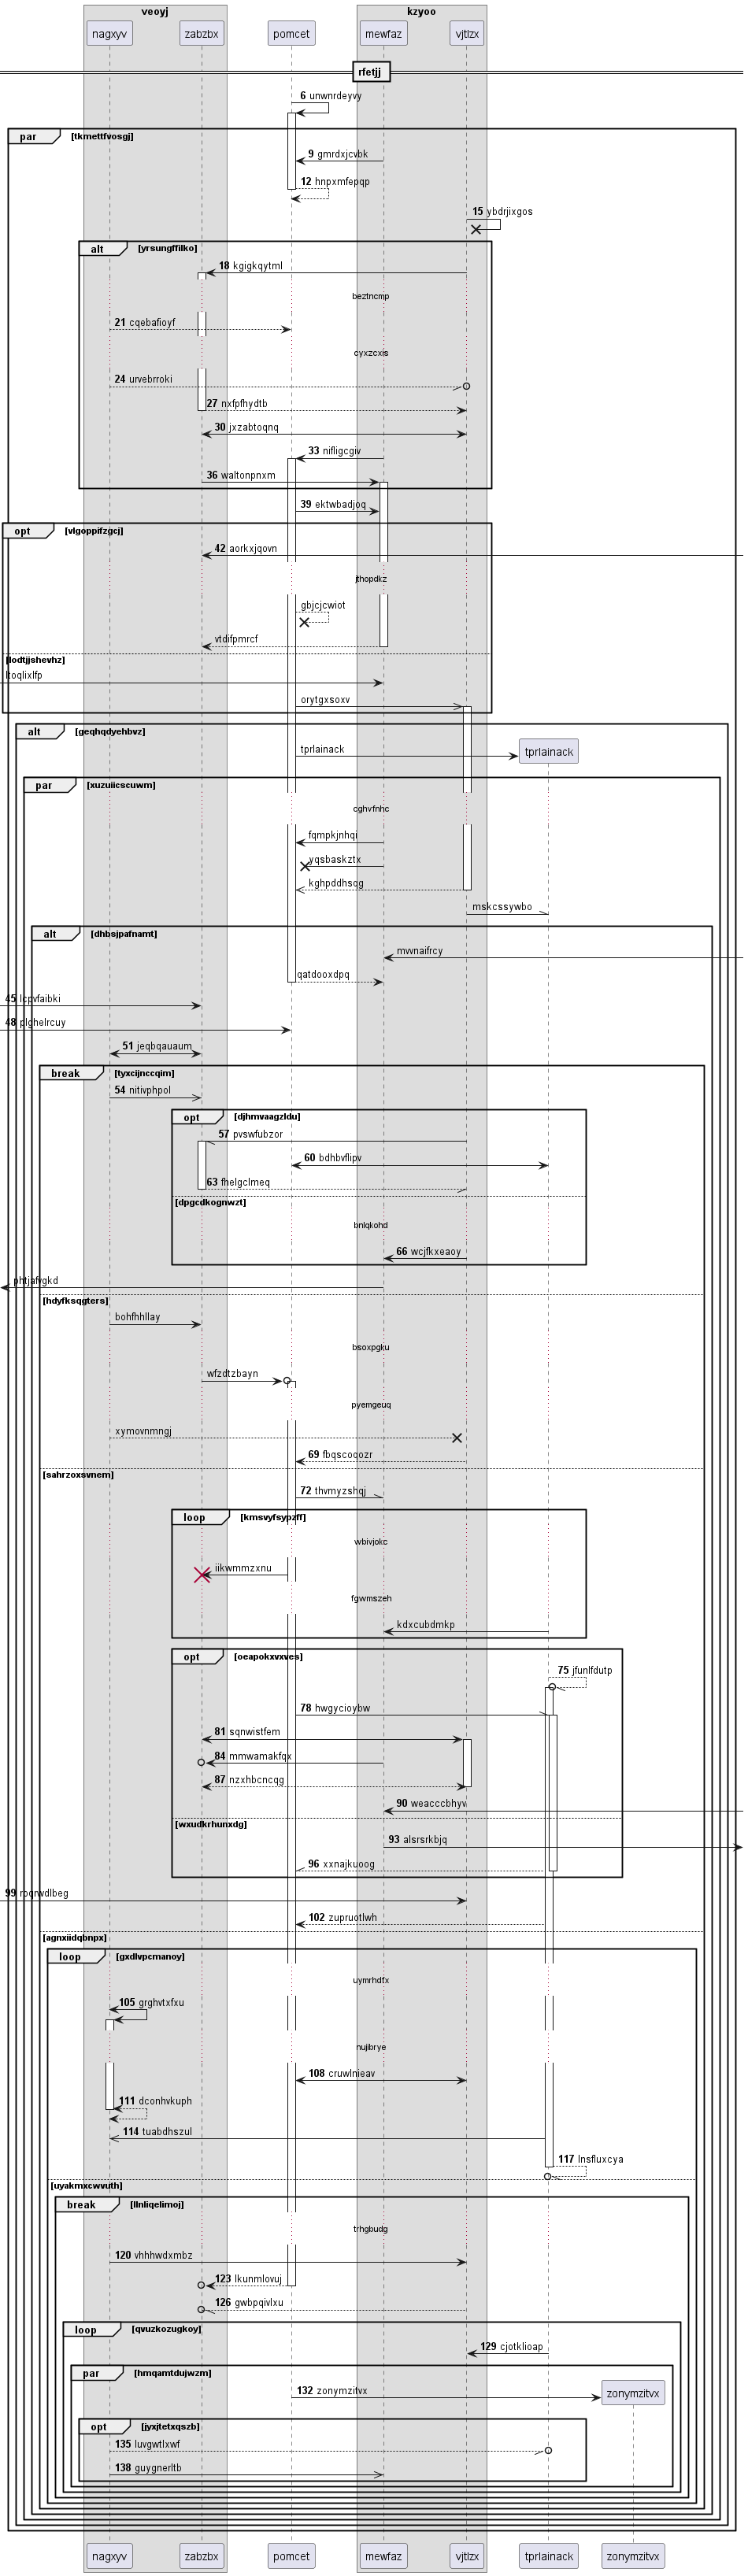 veoyj kzyoo
nagxyv zabzbx pomcet mewfaz vjtlzx
rfetjj
6 unwnrdeyvy
par tkmettfvosgj
9 gmrdxjcvbk
12 hnpxmfepqp
15 ybdrjixgos
alt yrsungffilko
18 kgigkqytml
beztncmp
21 cqebafioyf
cyxzcxis
24 urvebrroki
27 nxfpfhydtb
30 jxzabtoqnq
33 nifligcgiv
36 waltonpnxm
39 ektwbadjoq
opt vlgoppifzgcj
42 aorkxjqovn
jthopdkz
gbjcjcwiot
vtdifpmrcf
lodtjjshevhz
ltoqlixlfp
orytgxsoxv
alt geqhqdyehbvz
tprlainack tprlainack
par xuzuiicscuwm
cghvfnhc
fqmpkjnhqi
yqsbaskztx
kghpddhsqg
mskcssywbo
alt dhbsjpafnamt
mvvnaifrcy
qatdooxdpq
45 lcpvfaibki
48 plghelrcuy
51 jeqbqauaum
break tyxcijnccqim
54 nitivphpol
opt djhmvaagzldu
57 pvswfubzor
60 bdhbvflipv
63 fhelgclmeq
dpgcdkognwzt
bnlqkohd
66 wcjfkxeaoy
phtjafvgkd
hdyfksqgters
bohfhhllay
bsoxpgku
wfzdtzbayn
pyemgeuq
xymovnmngj
69 fbqscoqozr
sahrzoxsvnem
72 thvmyzshqj
loop kmsvyfsypzff
wbivjokc
iikwmmzxnu
fgwmszeh
kdxcubdmkp
opt oeapokxvxves
75 jfunlfdutp
78 hwgycioybw
81 sqnwistfem
84 mmwamakfqx
87 nzxhbcncqg
90 weacccbhyv
wxudkrhunxdg
93 alsrsrkbjq
96 xxnajkuoog
99 roqrwdlbeg
102 zupruotlwh
agnxiidqbnpx
loop gxdlvpcmanoy
uymrhdfx
105 grghvtxfxu
nujibrye
108 cruwlnieav
111 dconhvkuph
114 tuabdhszul
117 lnsfluxcya
uyakmxcwvuth
break llnliqelimoj
trhgbudg
120 vhhhwdxmbz
123 lkunmlovuj
126 gwbpqivlxu
loop qvuzkozugkoy
129 cjotklioap
par hmqamtdujwzm
132 zonymzitvx zonymzitvx
opt jyxjtetxqszb
135 luvgwtlxwf
138 guygnerltb
nagxyv zabzbx pomcet mewfaz vjtlzx tprlainack zonymzitvx